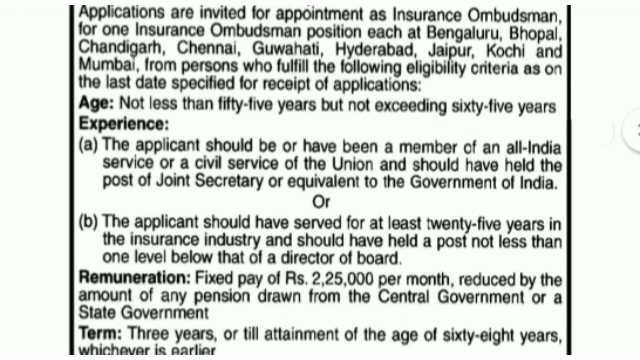 Applications are invited for appointment as Insurance Ombudsman,
for one Insurance Ombudsman position each at Bengaluru, Bhopal,
Chandigarh, Chennai, Guwahati, Hyderabad, Jaipur, Kochi and
Mumbai, from persons who fulfill the following eligibility criteria as on
the last date specified for receipt of applications:
Age: Not less than fifty-five years but not exceeding sixty-five years
Experience:
(a) The applicant should be or have been a member of an all-India
service or a civil service of the Union and should have held the
post of Joint Secretary or equivalent to the Government of India.
Or
(b) The applicant should have served for at least twenty-five years in
the insurance industry and should have held a post not less than
one level below that of a director of board.
Remuneration: Fixed pay of Rs. 2,25,000 per month, reduced by the
amount of any pension drawn from the Central Government or a
State Government
Term: Three years, or till attainment of the age of sixty-eight years,
whichever is earlier